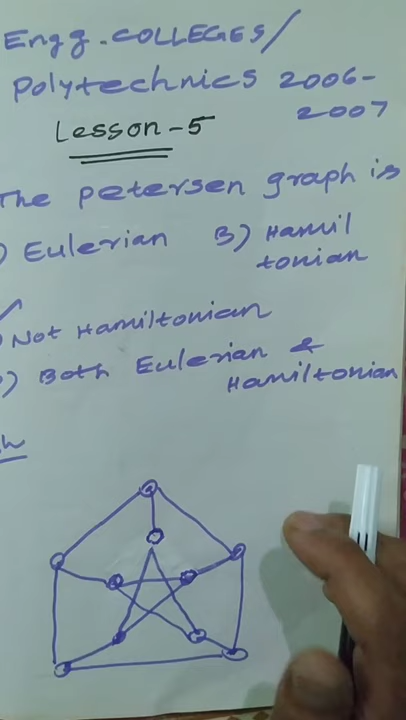 Engg. COLLEGES/
Polytechnics 2006-
2007
Lesson-5
The petersen graph is
) Eulerian B) Hamil
tonian
) Not Hamiltonian
) Both Eulerian &
Hamiltonian